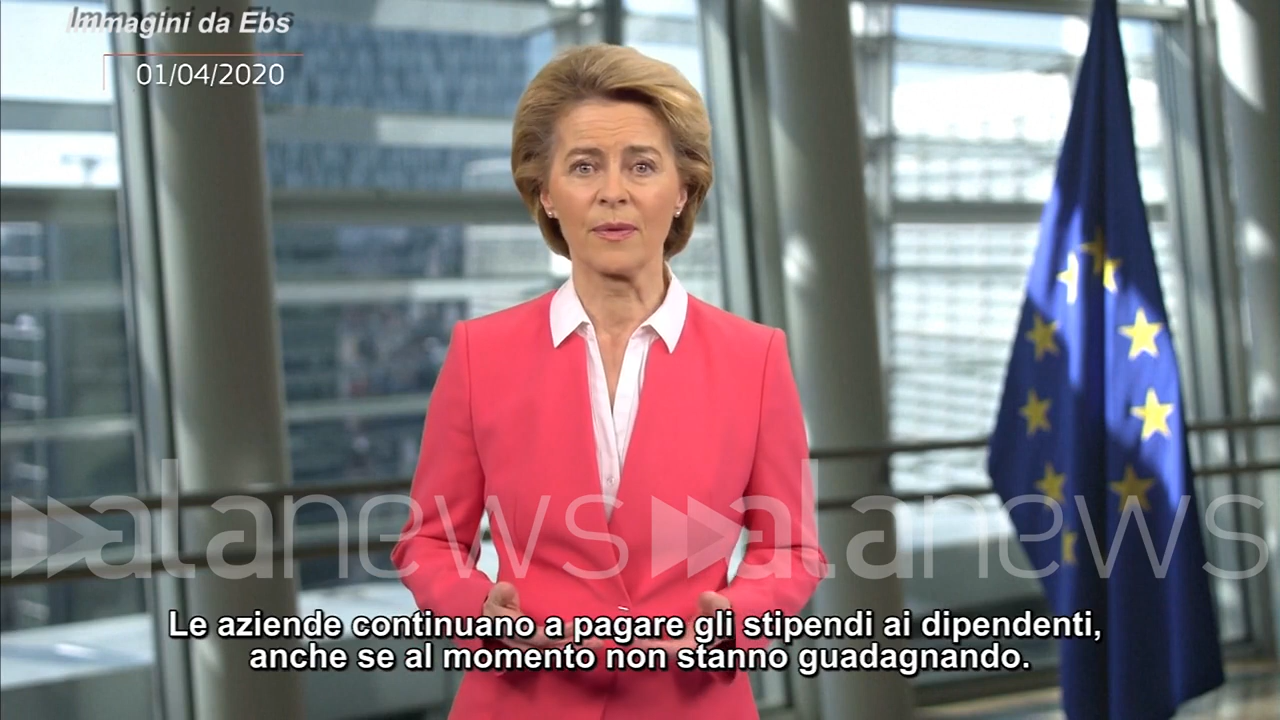 Immagini da Ebs
01/04/2020
alanews alanews
Le aziende continuano a pagare gli stipendi ai dipendenti,
anche se al momento non stanno guadagnando.